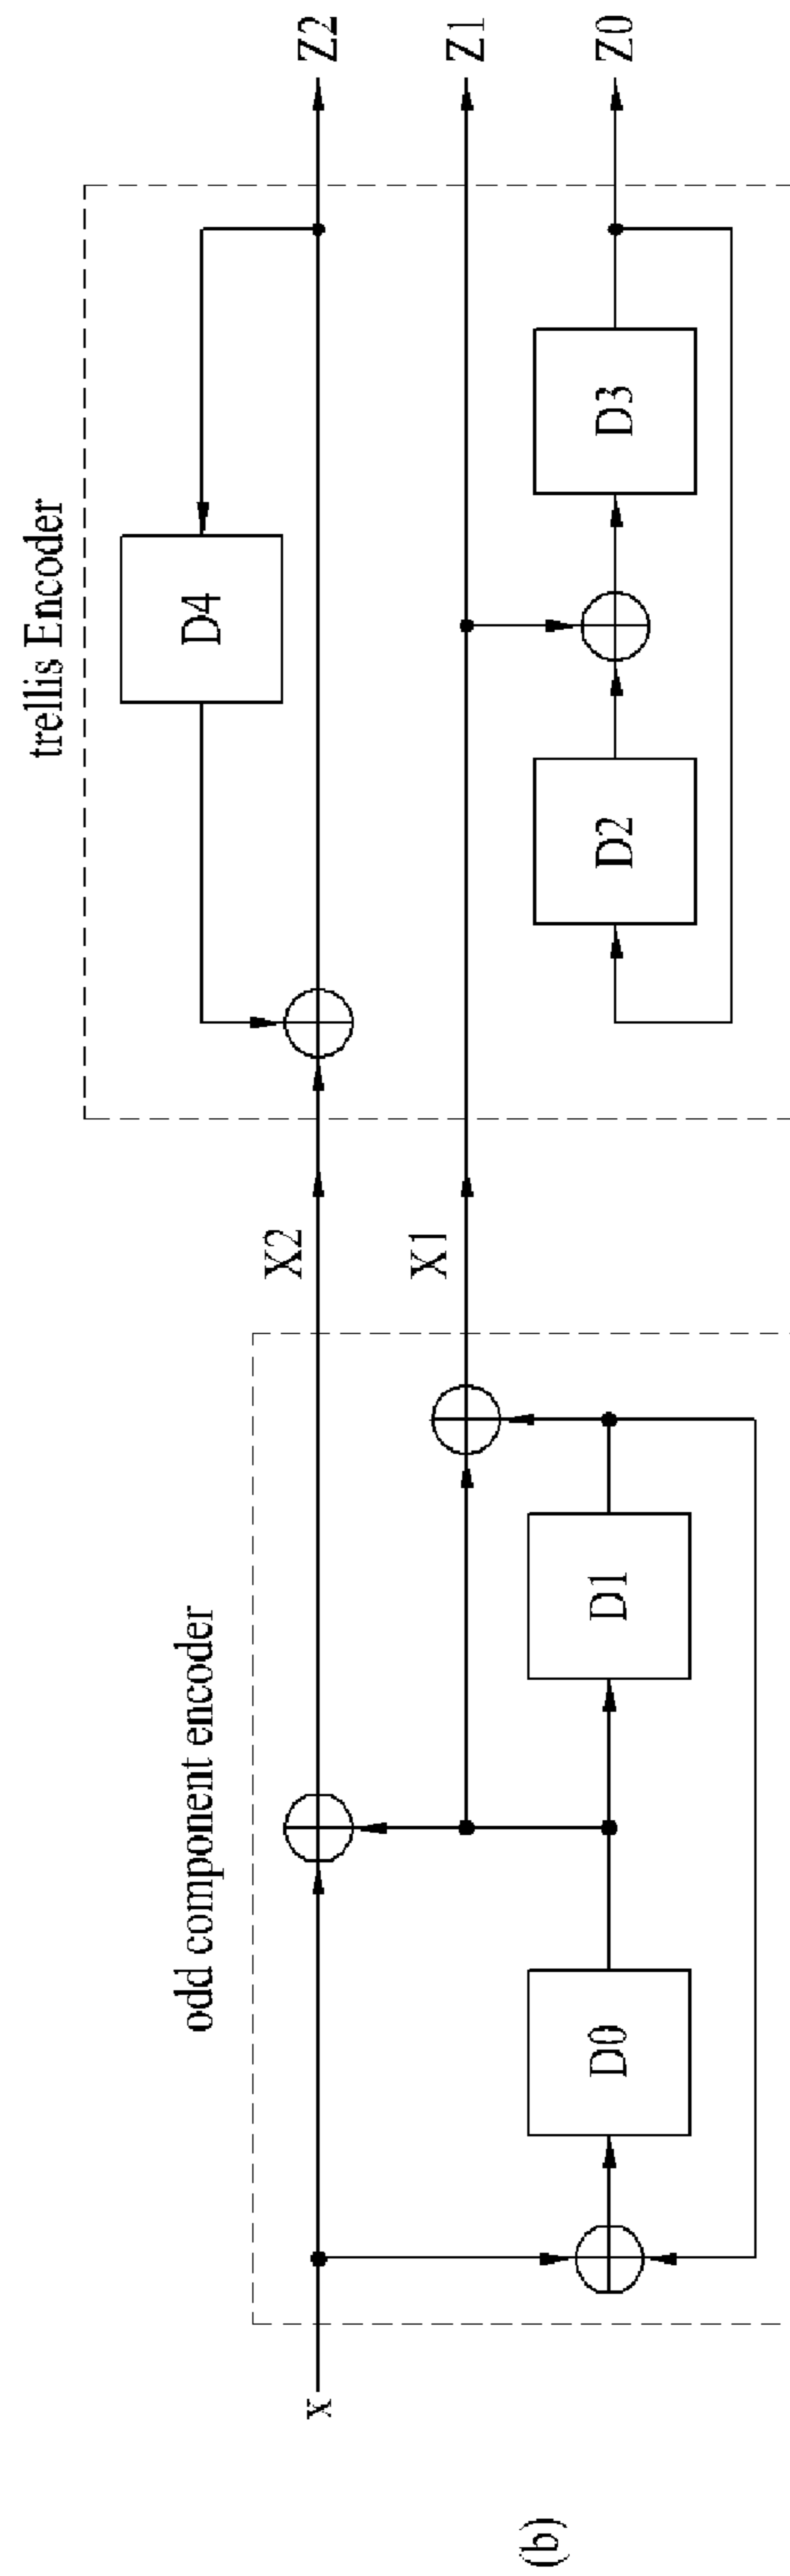 (b)
odd component encoder
trellis Encoder
x
X2
X1
D0
D1
D4
D2
D3
Z2
Z1
Z0